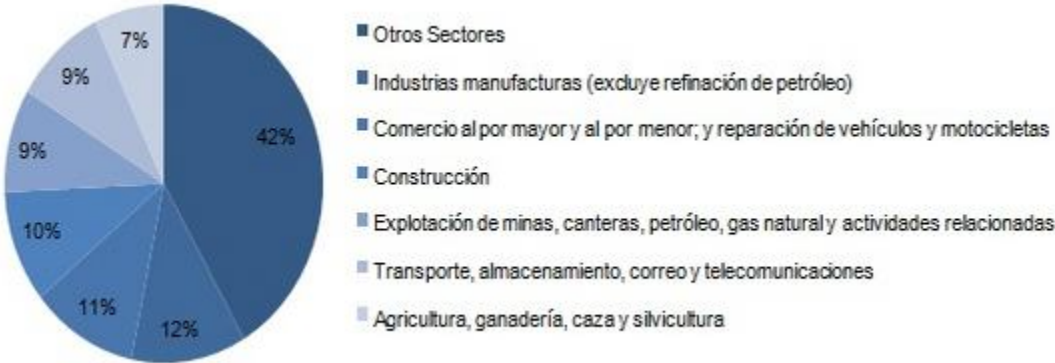 7%
9%
9%
10%
11%
12%
42%
Otros Sectores
Industrias manufacturas (excluye refinación de petróleo)
Comercio al por mayor y al por menor; y reparación de vehículos y motocicletas
Construcción
Explotación de minas, canteras, petróleo, gas natural y actividades relacionadas
Transporte, almacenamiento, correo y telecomunicaciones
Agricultura, ganadería, caza y silvicultura